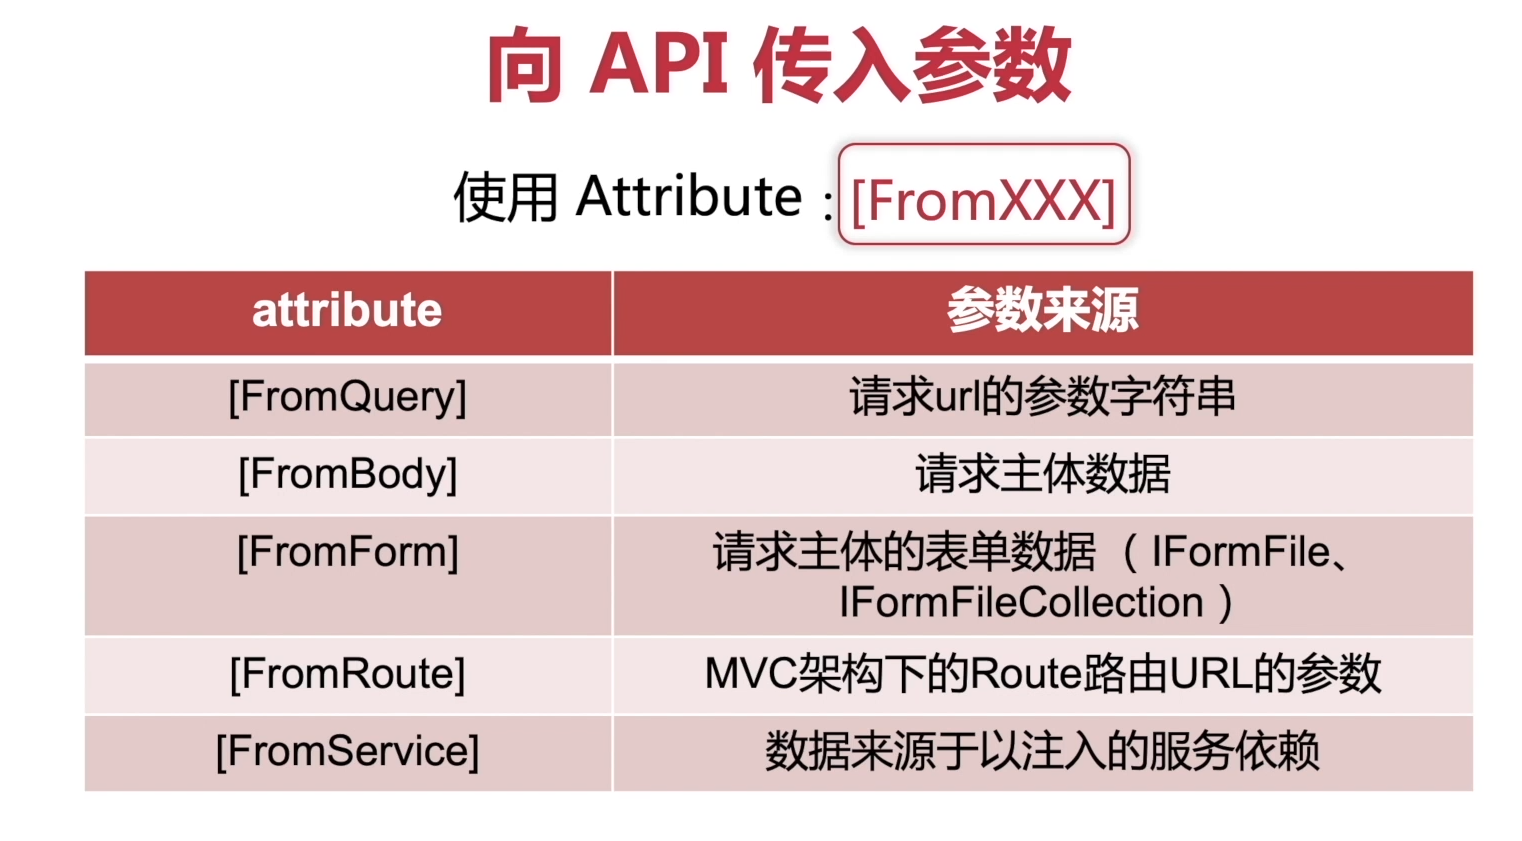 向 API 传入参数
使用 Attribute：[FromXXX]
attribute 参数来源
[FromQuery] 请求url的参数字符串
[FromBody] 请求主体数据
[FromForm] 请求主体的表单数据（IFormFile、
IFormFileCollection）
[FromRoute] MVC架构下的Route路由URL的参数
[FromService] 数据来源于以注入的服务依赖